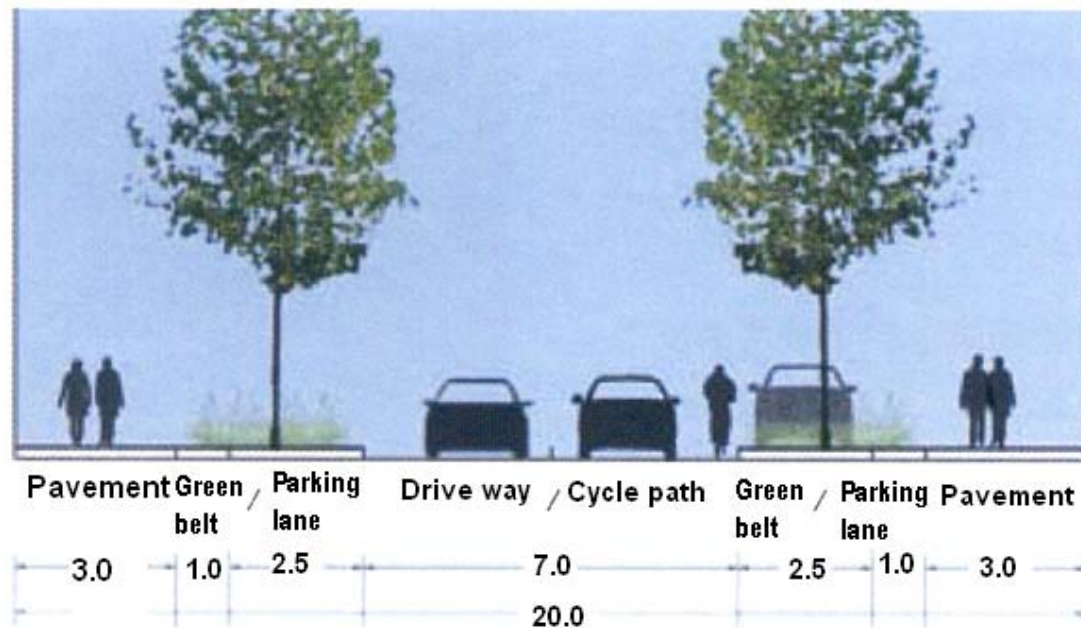 Pavement Green / Parking Drive way / Cycle path Green / Parking Pavement
belt lane belt lane
3.0 1.0 2.5 7.0 2.5 1.0 3.0
20.0